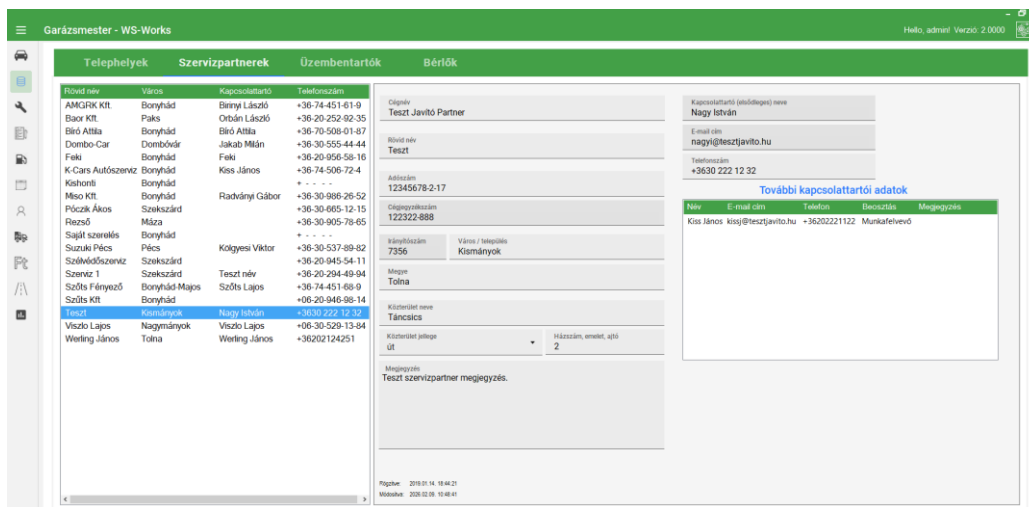 Garázsmester - WS-Works
Hello, admin! Verzió: 2.0000
Telephelyek Szervizpartnerek Üzembentartók Bérlők
Rövid név Város Kapcsolattartó Telefonszám
AMGRK Kft. Bonyhád Birinyi László +36-74-451-61-9
Baor Kft. Paks Orbán László +36-20-252-92-35
Bíró Attila Bonyhád Bíró Attila +36-70-508-01-87
Dombo-Car Dombóvár Jakab Milán +36-30-555-44-44
Feki Bonyhád Feki +36-20-956-58-16
K-Cars Autószerviz Bonyhád Kiss János +36-74-506-72-4
Kishonti Bonyhád + - - - -
Miso Kft. Bonyhád Radványi Gábor +36-30-986-26-52
Póczik Ákos Szekszárd +36-30-665-12-15
Rezső Máza +36-30-905-78-65
Saját szerelés Bonyhád + - - - -
Suzuki Pécs Pécs Kölgyesi Viktor +36-30-537-89-82
Szélvédőszerviz Szekszárd +36-20-945-54-11
Szerviz 1 Szekszárd Teszt név +36-20-294-49-94
Szőts Fényező Bonyhád-Majos Szőts Lajos +36-74-451-68-9
Szűts Kft Bonyhád +06-20-946-98-14
Teszt Kismányok Nagy István +3630 222 12 32
Viszlo Lajos Nagymányok Viszlo Lajos +06-30-529-13-84
Werling János Tolna Werling János +36202124251
Cégnév
Teszt Javító Partner
Rövid név
Teszt
Adószám
12345678-2-17
Cégjegyzékszám
122322-888
Irányítószám Város / település
7356 Kismányok
Megye
Tolna
Közterület neve
Táncsics
Közterület jellege Házszám, emelet, ajtó
út 2
Megjegyzés
Teszt szervizpartner megjegyzés.
Rögzítve: 2019.01.14. 18:44:21
Módosítva: 2026.02.09. 10:48:41
Kapcsolattartó (elsődleges) neve
Nagy István
E-mail cím
nagyi@tesztjavito.hu
Telefonszám
+3630 222 12 32
További kapcsolattartói adatok
Név E-mail cím Telefon Beosztás Megjegyzés
Kiss János kissj@tesztjavito.hu +36202221122 Munkafelvevő
Ft